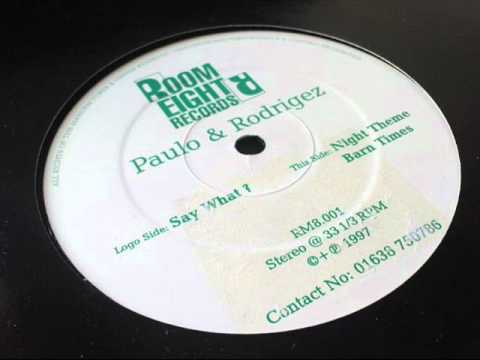 ROOM
EIGHT
RECORDS
Paulo & Rodrigez
Logo Side: Say What ?
This Side: Night Theme
Barn Times
RM8.001
Stereo @ 33 1/3 RPM
©+℗ 1997
Contact No: 01638 750786